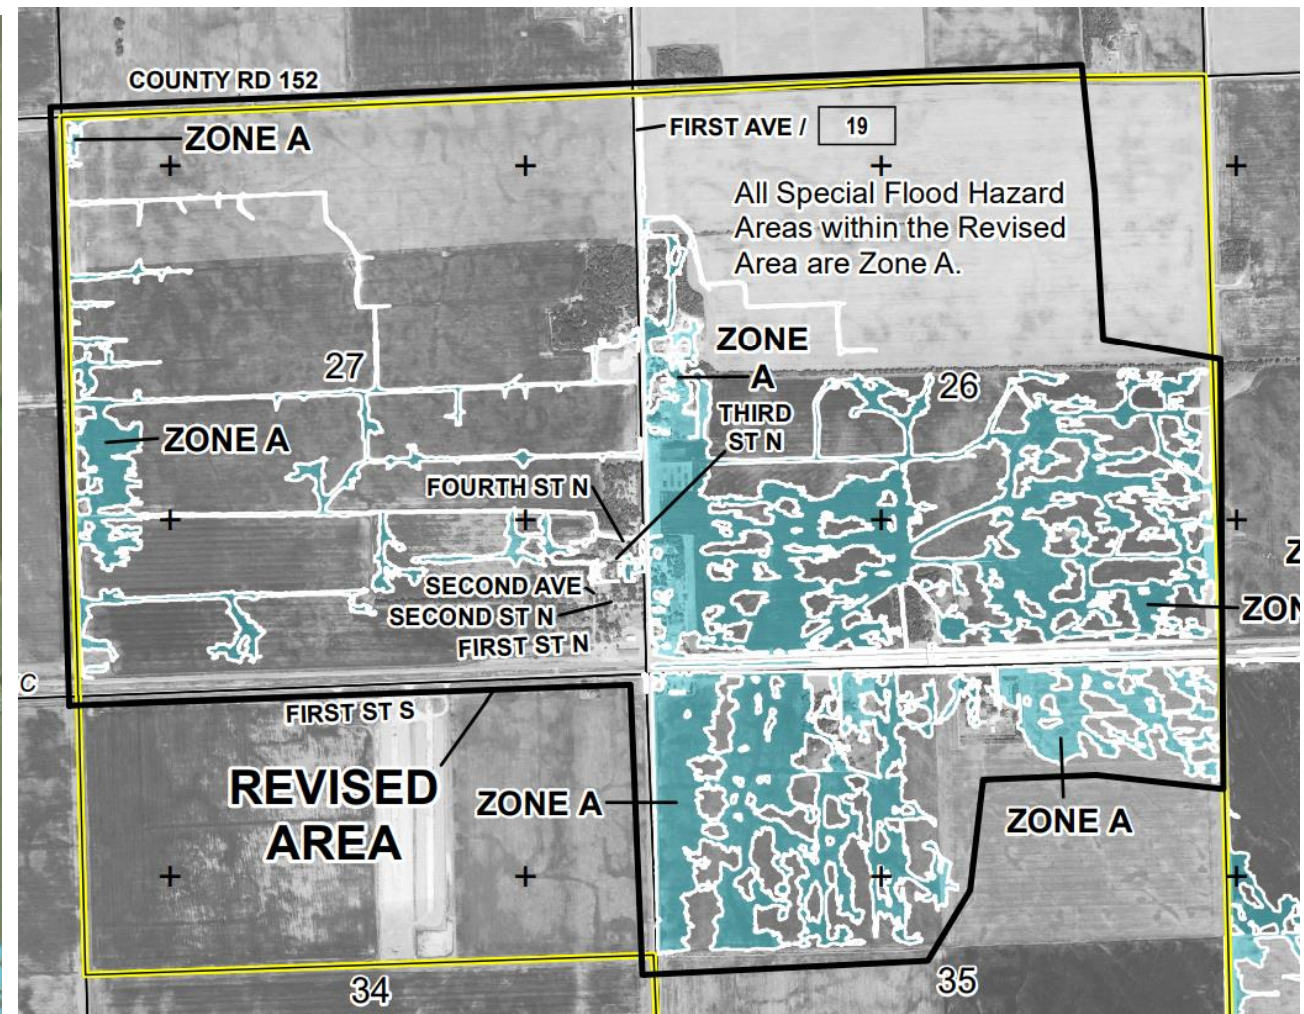 COUNTY RD 152
ZONE A
FIRST AVE / 19
All Special Flood Hazard
Areas within the Revised
Area are Zone A.
ZONE
A
27
26
THIRD
ST N
ZONE A
FOURTH ST N
SECOND AVE
SECOND ST N
FIRST ST N
C
FIRST ST S
REVISED
AREA
ZONE A
ZONE A
34
35